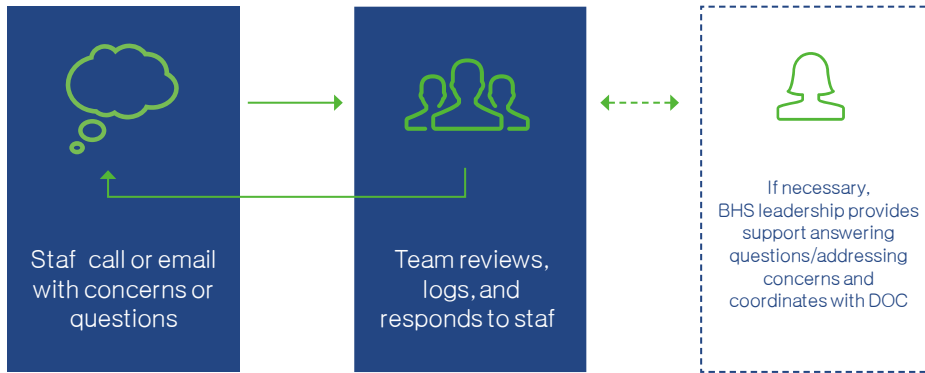 Staf call or email
with concerns or
questions
Team reviews,
logs, and
responds to staf
If necessary,
BHS leadership provides
support answering
questions/addressing
concerns and
coordinates with DOC